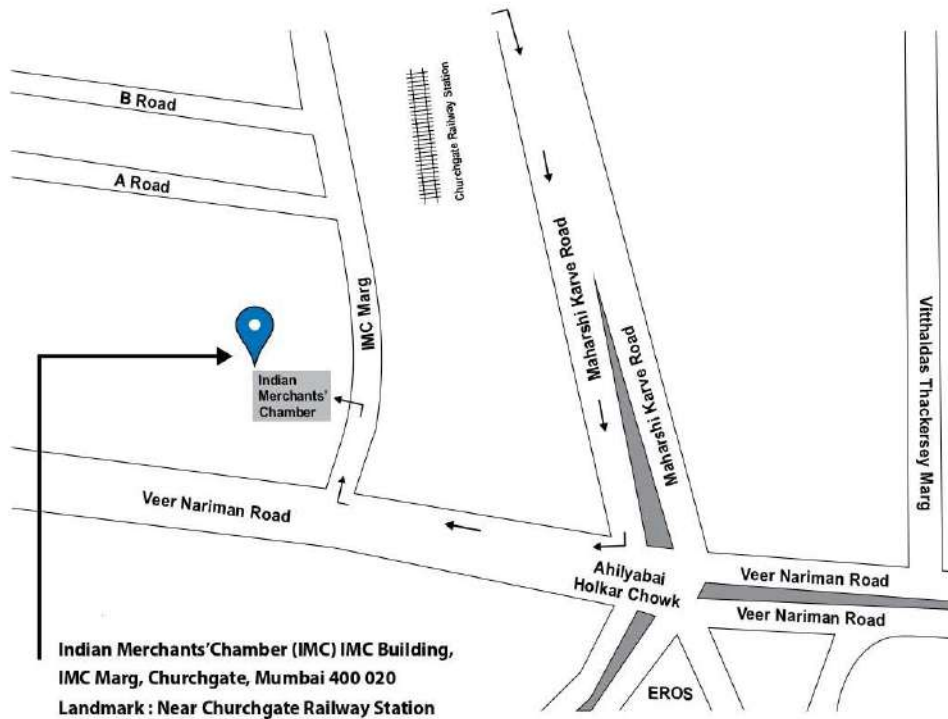 B Road
A Road
Churchgate Railway Station
IMC Marg
Maharshi Karve Road
Maharshi Karve Road
Vitthaldas Thackersey Marg
Indian
Merchants'
Chamber
Veer Nariman Road
Ahilyabai
Holkar Chowk
Veer Nariman Road
Veer Nariman Road
EROS
Indian Merchants'Chamber (IMC) IMC Building,
IMC Marg, Churchgate, Mumbai 400 020
Landmark : Near Churchgate Railway Station